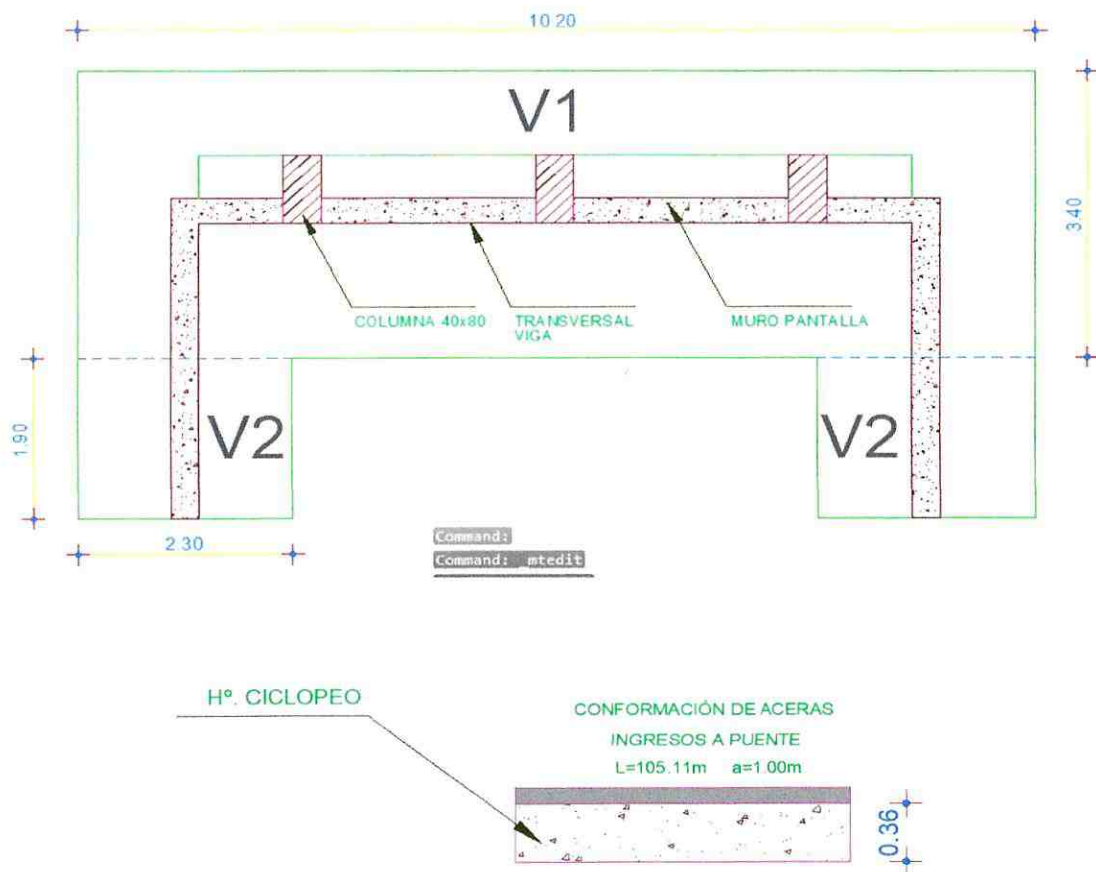 10.20
V1
3.40
COLUMNA 40x80
TRANSVERSAL
VIGA
MURO PANTALLA
1.90
V2
V2
2.30
Command:
Command: _mtedit
Hº. CICLOPEO
CONFORMACIÓN DE ACERAS
INGRESOS A PUENTE
L=105.11m a=1.00m
0.36